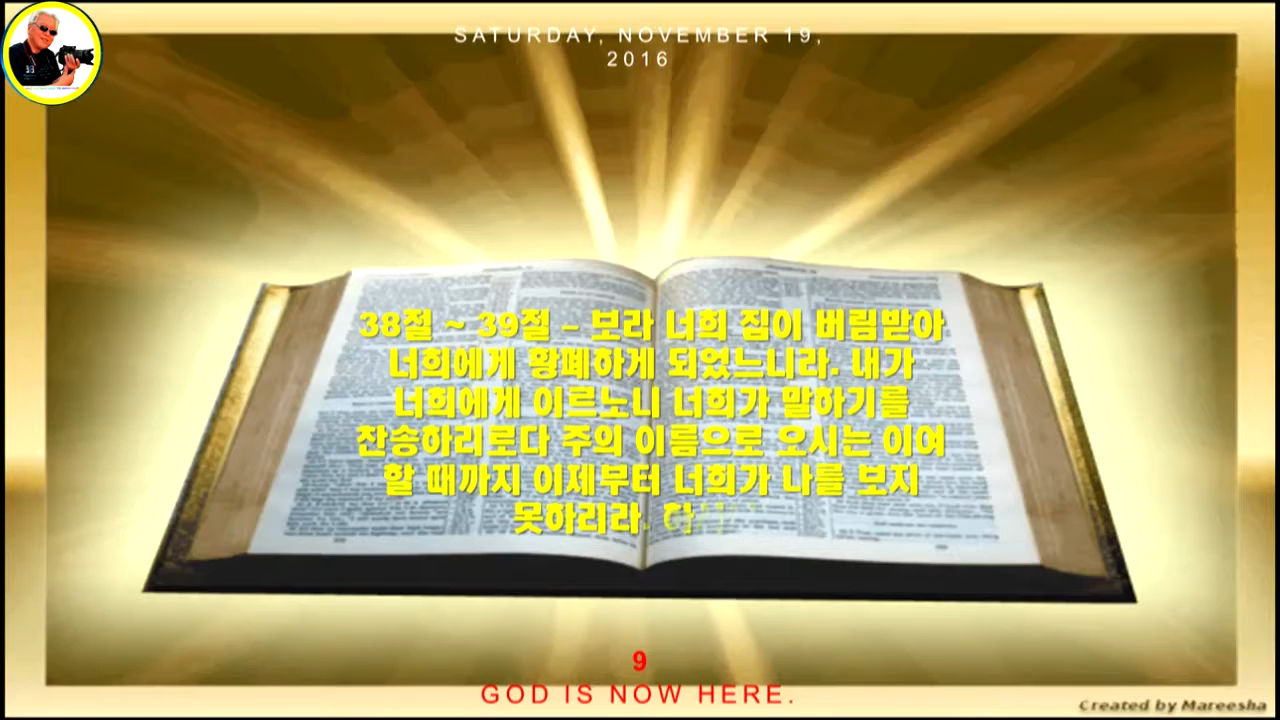 SATURDAY, NOVEMBER 19,
2016
38절 ~ 39절 – 보라 너희 집이 버림받아
너희에게 황폐하게 되었느니라. 내가
너희에게 이르노니 너희가 말하기를
찬송하리로다 주의 이름으로 오시는 이여
할 때까지 이제부터 너희가 나를 보지
못하리라.
9
GOD IS NOW HERE.
Created by Mareesha